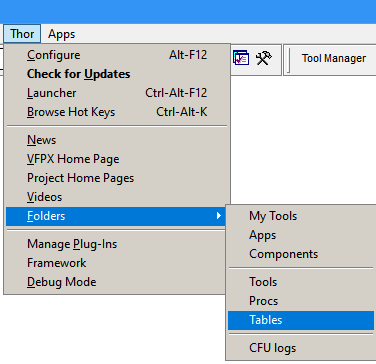 Thor Apps
Configure Alt-F12
Check for Updates
Launcher Ctrl-Alt-F12
Browse Hot Keys Ctrl-Alt-K
Tool Manager
News
VFPX Home Page
Project Home Pages
Videos
Folders
Manage Plug-Ins
Framework
Debug Mode
My Tools
Apps
Components
Tools
Procs
Tables
CFU logs